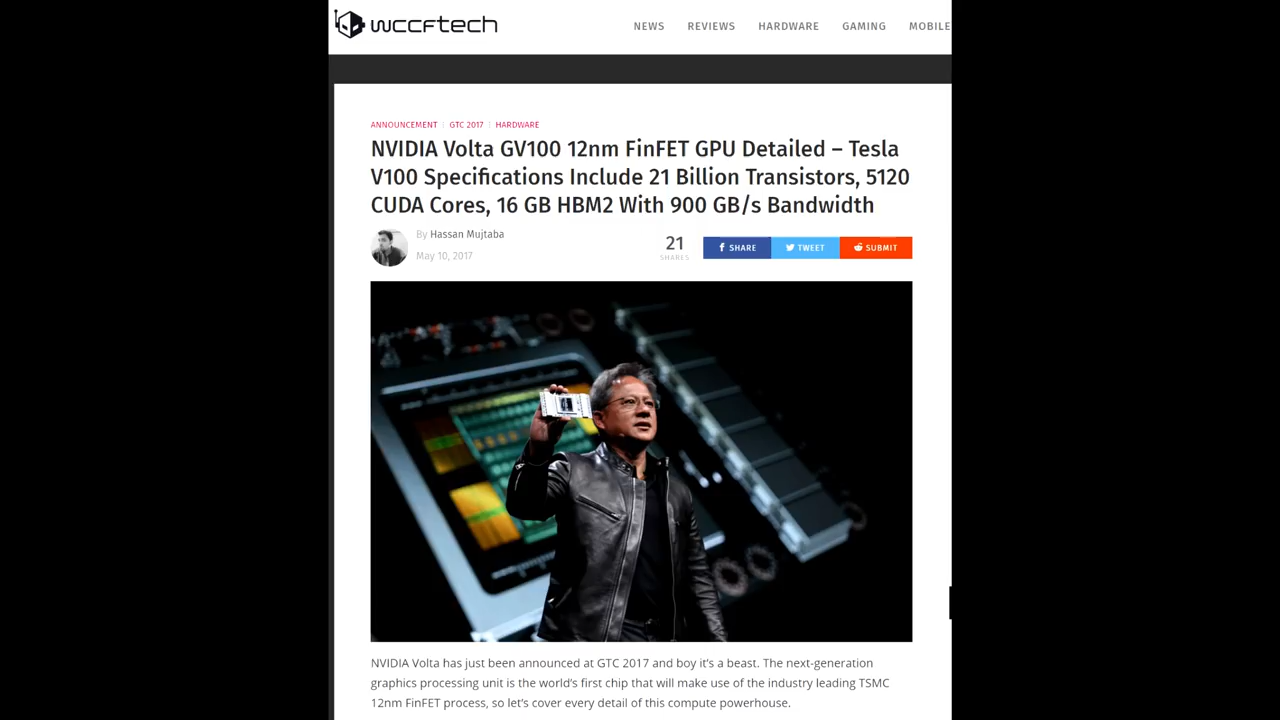 wccftech
NEWS REVIEWS HARDWARE GAMING MOBILE
ANNOUNCEMENT GTC 2017 HARDWARE
NVIDIA Volta GV100 12nm FinFET GPU Detailed – Tesla
V100 Specifications Include 21 Billion Transistors, 5120
CUDA Cores, 16 GB HBM2 With 900 GB/s Bandwidth
By Hassan Mujtaba
May 10, 2017
21
SHARES
SHARE TWEET SUBMIT
NVIDIA Volta has just been announced at GTC 2017 and boy it's a beast. The next-generation
graphics processing unit is the world's first chip that will make use of the industry leading TSMC
12nm FinFET process, so let's cover every detail of this compute powerhouse.